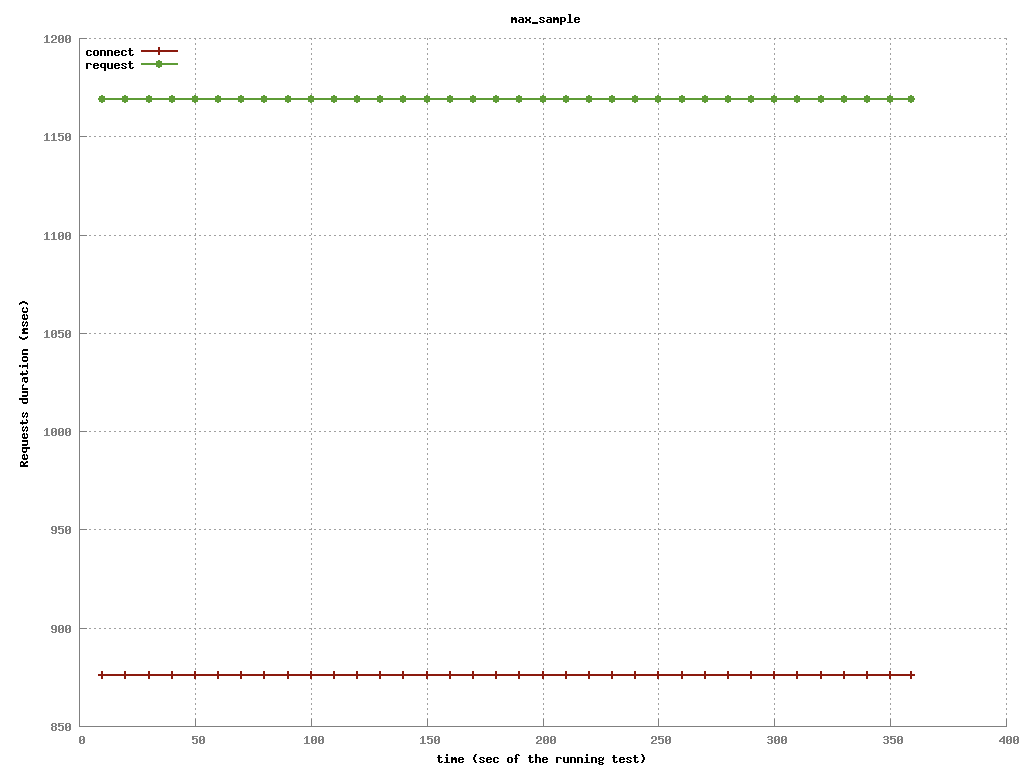 max_sample
1200
connect
request
1150
1100
1050
1000
950
900
850
0 50 100 150 200 250 300 350 400
Requests duration (msec)
time (sec of the running test)